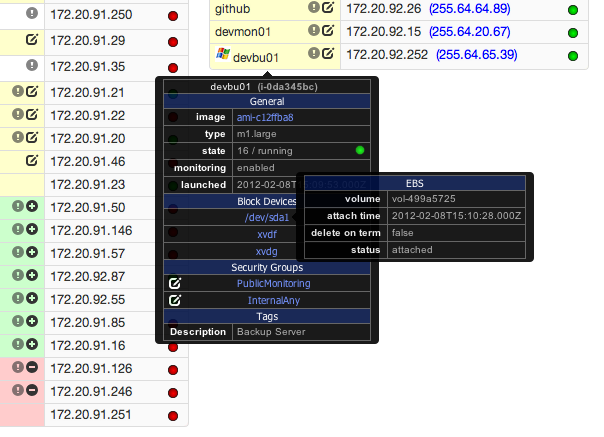 172.20.91.250
172.20.91.29
172.20.91.35
172.20.91.21
172.20.91.22
172.20.91.20
172.20.91.46
172.20.91.23
172.20.91.50
172.20.91.146
172.20.91.57
172.20.92.87
172.20.92.55
172.20.91.85
172.20.91.16
172.20.91.126
172.20.91.246
172.20.91.251
github 172.20.92.26 (255.64.64.89)
devmon01 172.20.92.15 (255.64.20.67)
devbu01 172.20.92.252 (255.64.65.39)
devbu01 (i-0da345bc)
General
image ami-c12ffba8
type m1.large
state 16 / running
monitoring enabled
launched 2012-02-08T15:09:53.000Z
Block Devices
/dev/sda1
xvdf
xvdg
Security Groups
PublicMonitoring
InternalAny
Tags
Description Backup Server
EBS
volume vol-499a5725
attach time 2012-02-08T15:10:28.000Z
delete on term false
status attached